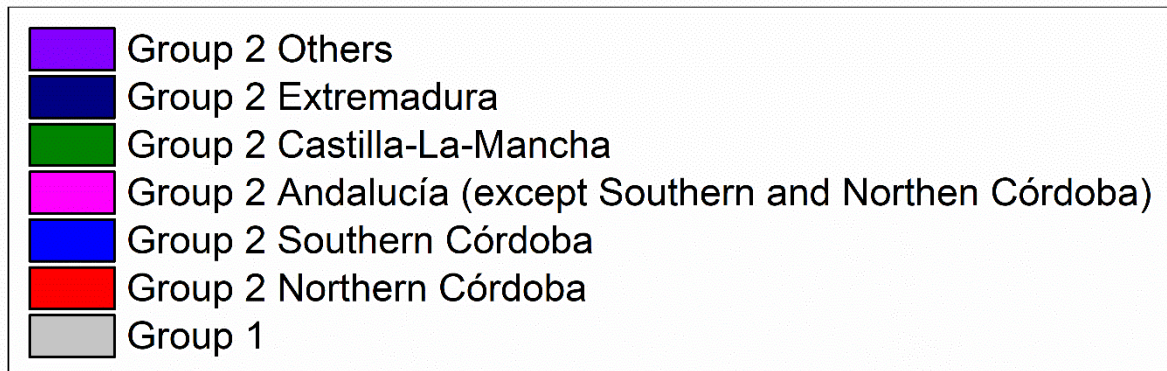 Group 2 Others
Group 2 Extremadura
Group 2 Castilla-La-Mancha
Group 2 Andalucía (except Southern and Northen Córdoba)
Group 2 Southern Córdoba
Group 2 Northern Córdoba
Group 1